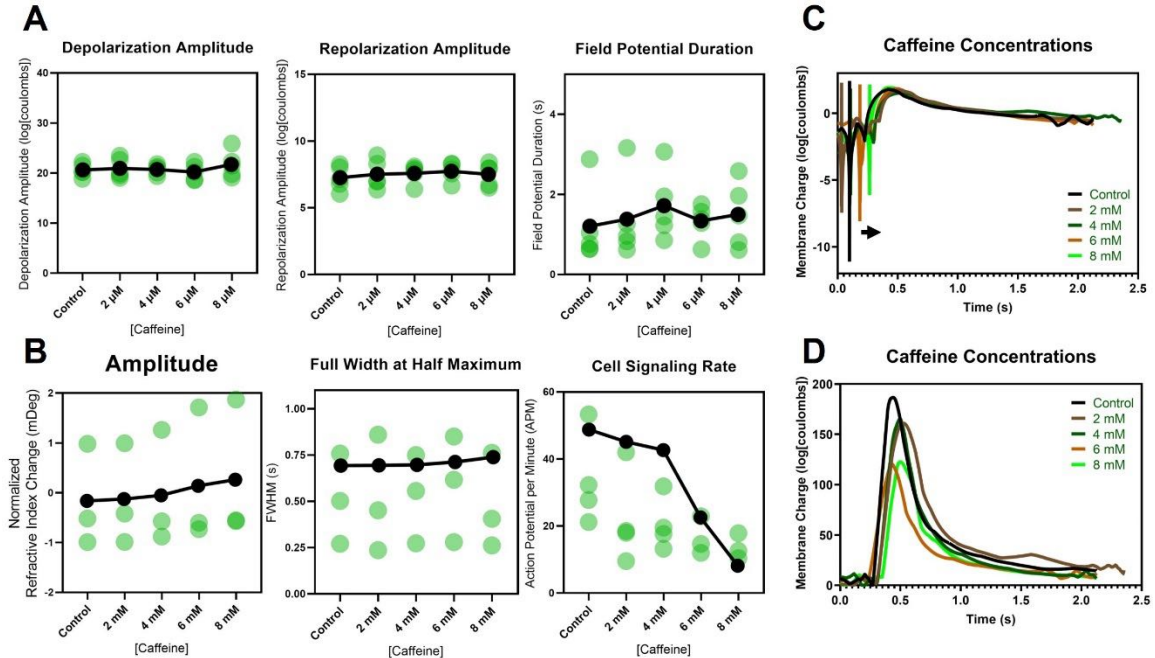 A
Depolarization Amplitude
Depolarization Amplitude (log[coulombs])
40
30
20
10
0
Control
2 µM
4 µM
6 µM
8 µM
[Caffeine]
Repolarization Amplitude
Repolarization Amplitude (log[coulombs])
15
10
5
0
Control
2 µM
4 µM
6 µM
8 µM
[Caffeine]
Field Potential Duration
Field Potential Duration (s)
4
2
0
Control
2 µM
4 µM
6 µM
8 µM
[Caffeine]
C
Caffeine Concentrations
Membrane Charge (log[coulombs])
0
-5
-10
Control
2 mM
4 mM
6 mM
8 mM
0.0
0.5
1.0
1.5
2.0
2.5
Time (s)
B
Amplitude
Normalized
Refractive Index Change (mDeg)
2
1
0
-1
-2
Control
2 mM
4 mM
6 mM
8 mM
[Caffeine]
Full Width at Half Maximum
FWHM (s)
1.00
0.75
0.50
0.25
0.00
Control
2 mM
4 mM
6 mM
8 mM
[Caffeine]
Cell Signaling Rate
Action Potential per Minute (APM)
60
40
20
0
Control
2 mM
4 mM
6 mM
8 mM
[Caffeine]
D
Caffeine Concentrations
Membrane Charge (log[coulombs])
200
150
100
50
0
Control
2 mM
4 mM
6 mM
8 mM
0.0
0.5
1.0
1.5
2.0
2.5
Time (s)